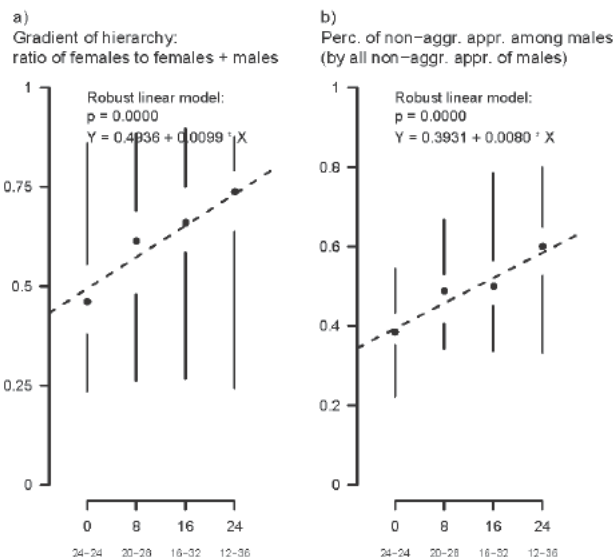 a)
Gradient of hierarchy:
ratio of females to females + males
Robust linear model:
p = 0.0000
Y = 0.4936 + 0.0099 * X
1
0.75
0.5
0.25
0
0 8 16 24
24-24 20-28 16-32 12-36
b)
Perc. of non-aggr. appr. among males
(by all non-aggr. appr. of males)
Robust linear model:
p = 0.0000
Y = 0.3931 + 0.0080 * X
1
0.8
0.6
0.4
0.2
0
0 8 16 24
24-24 20-28 16-32 12-36